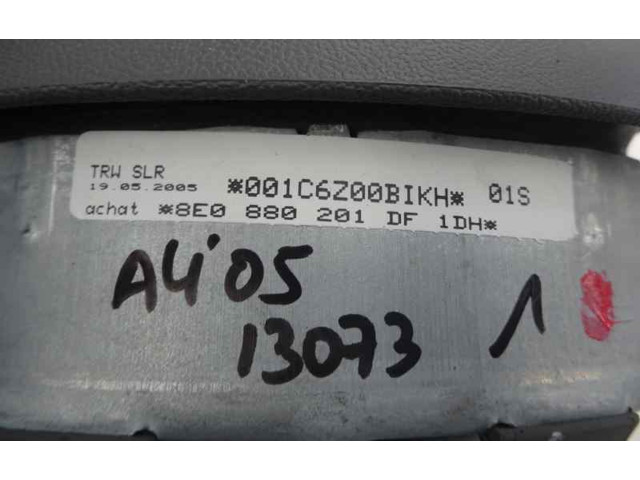 TRW SLR
19.05.2005 *001C6Z00BIKH* 01S
achat *8E0 880 201 DF 1DH*
A4'05
13073 1